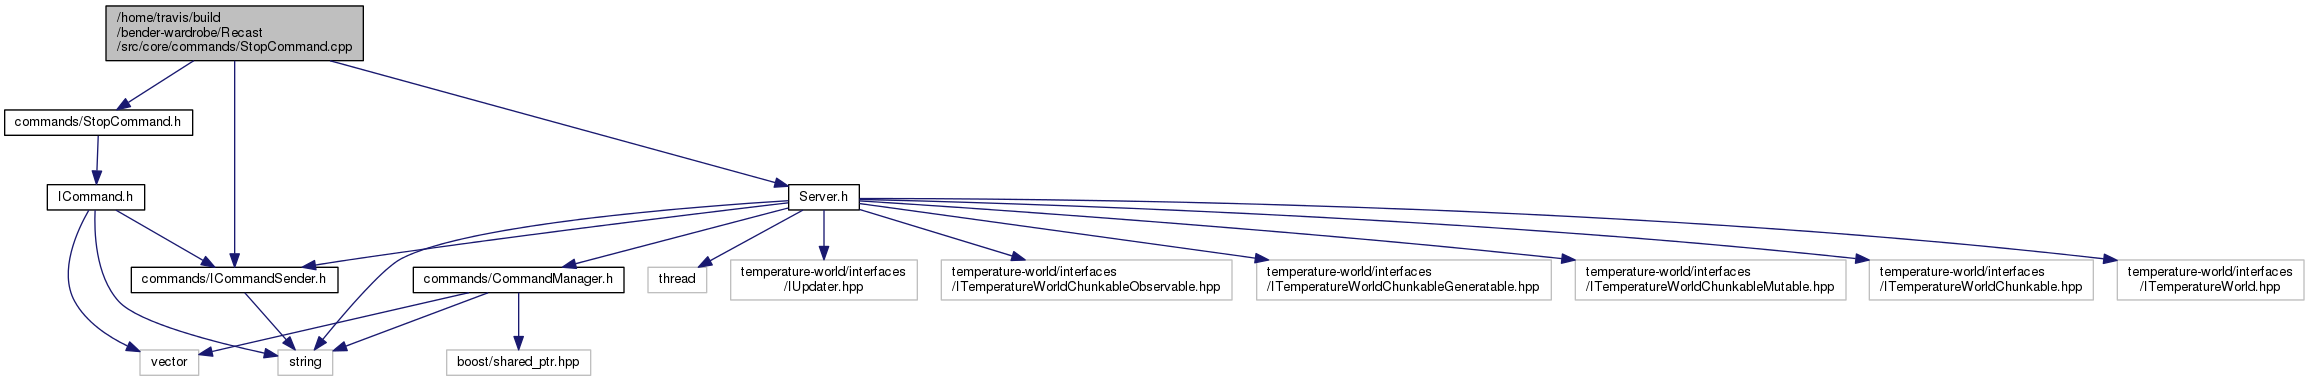 /home/travis/build
/bender-wardrobe/Recast
/src/core/commands/StopCommand.cpp
commands/StopCommand.h
ICommand.h
Server.h
commands/ICommandSender.h
commands/CommandManager.h
thread
temperature-world/interfaces
/IUpdater.hpp
temperature-world/interfaces
/ITemperatureWorldChunkableObservable.hpp
temperature-world/interfaces
/ITemperatureWorldChunkableGeneratable.hpp
temperature-world/interfaces
/ITemperatureWorldChunkableMutable.hpp
temperature-world/interfaces
/ITemperatureWorldChunkable.hpp
temperature-world/interfaces
/ITemperatureWorld.hpp
vector
string
boost/shared_ptr.hpp